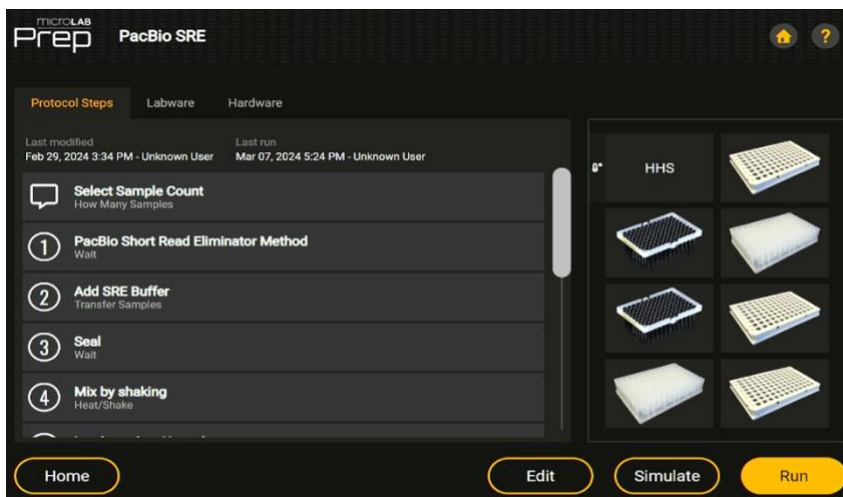 MICROLAB
Prep
PacBio SRE
?
Protocol Steps Labware Hardware
Last modified Last run
Feb 29, 2024 3:34 PM - Unknown User Mar 07, 2024 5:24 PM - Unknown User
Select Sample Count
How Many Samples
1 PacBio Short Read Eliminator Method
Wait
2 Add SRE Buffer
Transfer Samples
3 Seal
Wait
4 Mix by shaking
Heat/Shake
HHS
Home Edit Simulate Run